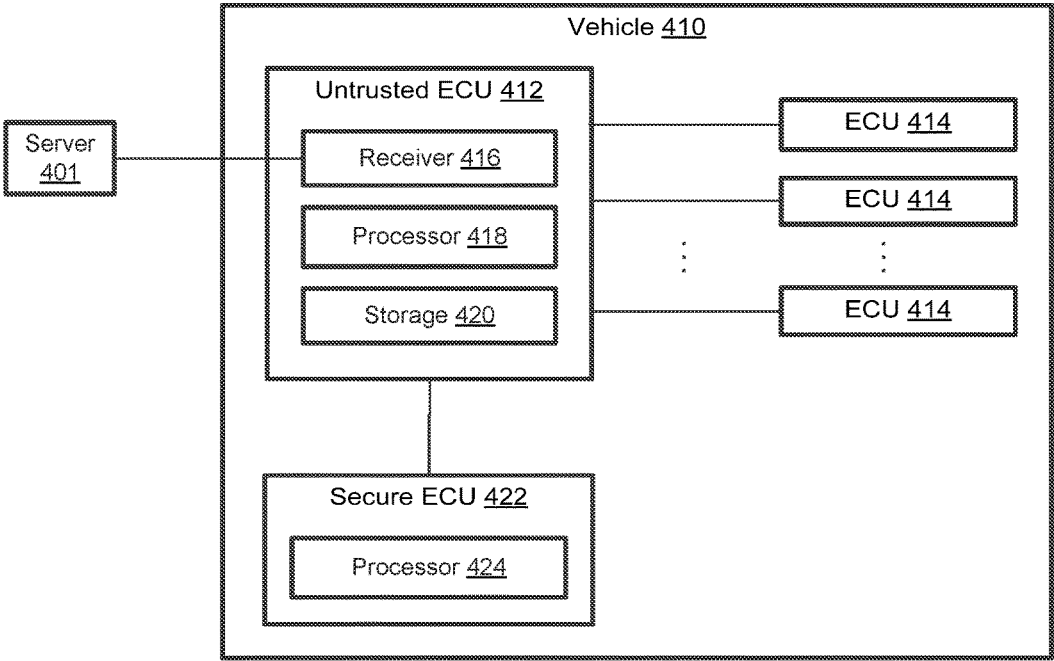 Vehicle 410
Untrusted ECU 412
Server
401
Receiver 416
Processor 418
Storage 420
ECU 414
ECU 414
ECU 414
Secure ECU 422
Processor 424